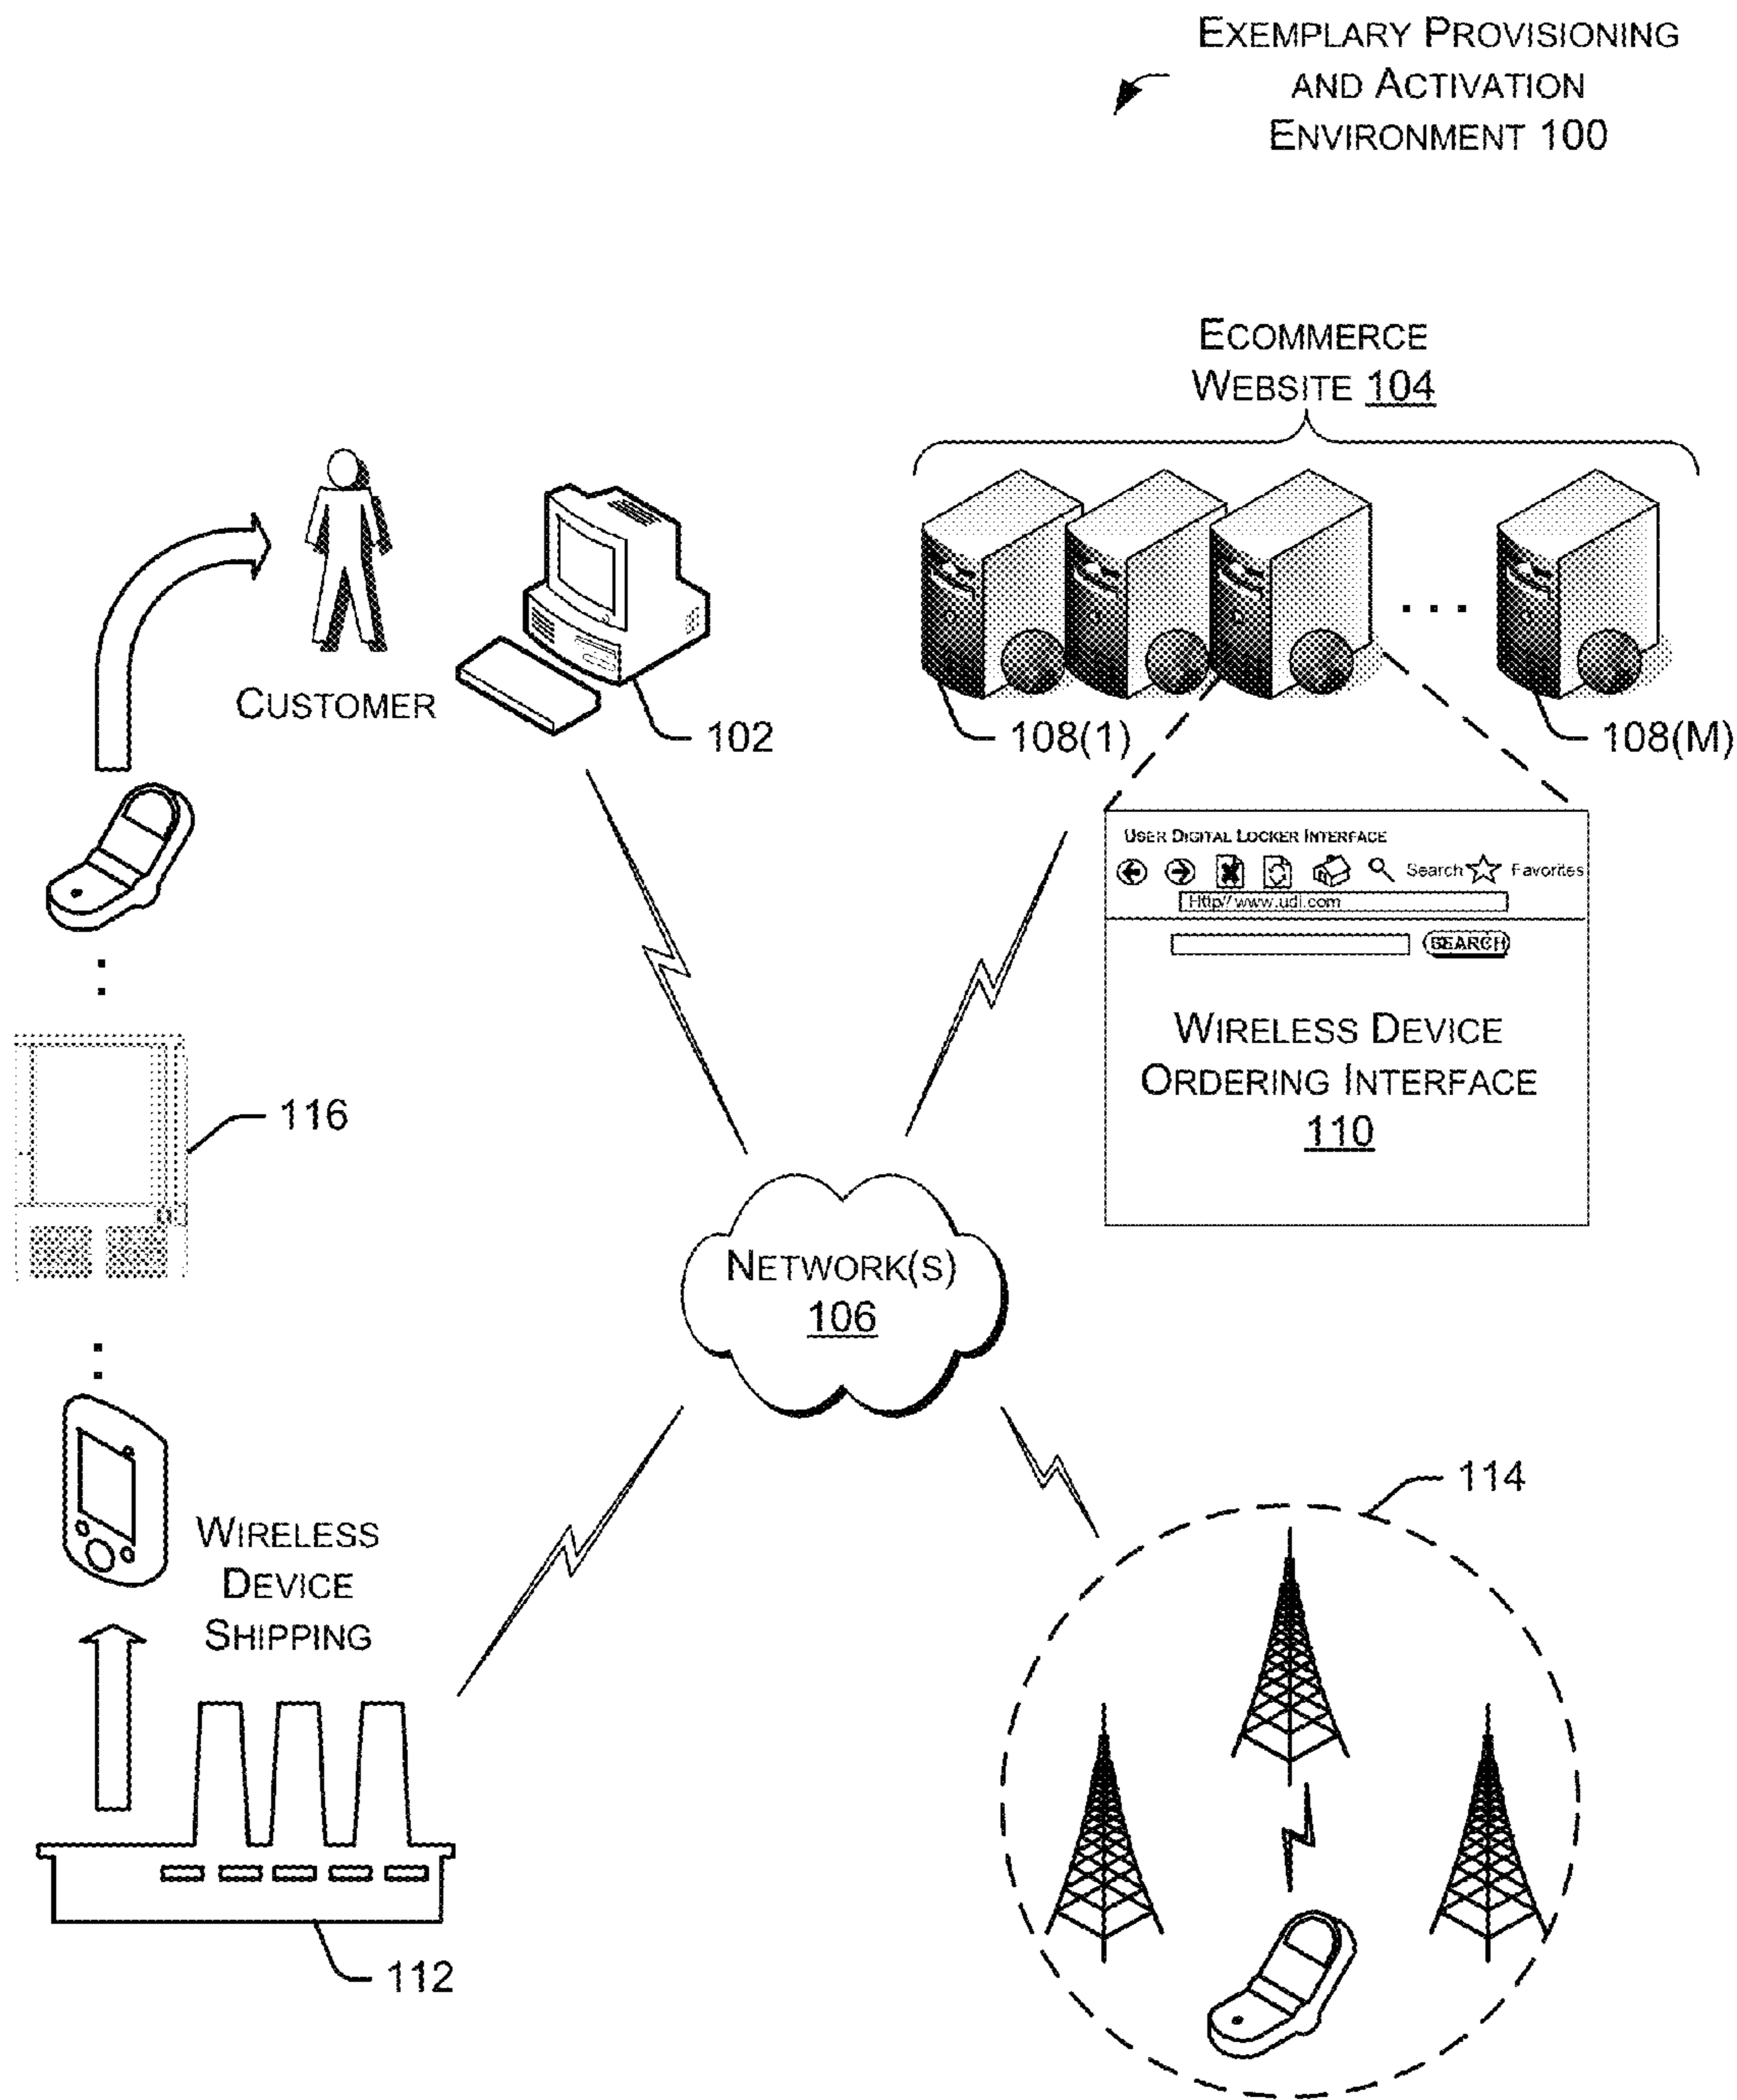 EXEMPLARY PROVISIONING
AND ACTIVATION
ENVIRONMENT 100
ECOMMERCE
WEBSITE 104
CUSTOMER
102
108(1)
108(M)
USER DIGITAL LOCKER INTERFACE
Search Favorites
Http// www.udi.com
SEARCH
WIRELESS DEVICE
ORDERING INTERFACE
110
116
NETWORK(S)
106
114
WIRELESS
DEVICE
SHIPPING
112